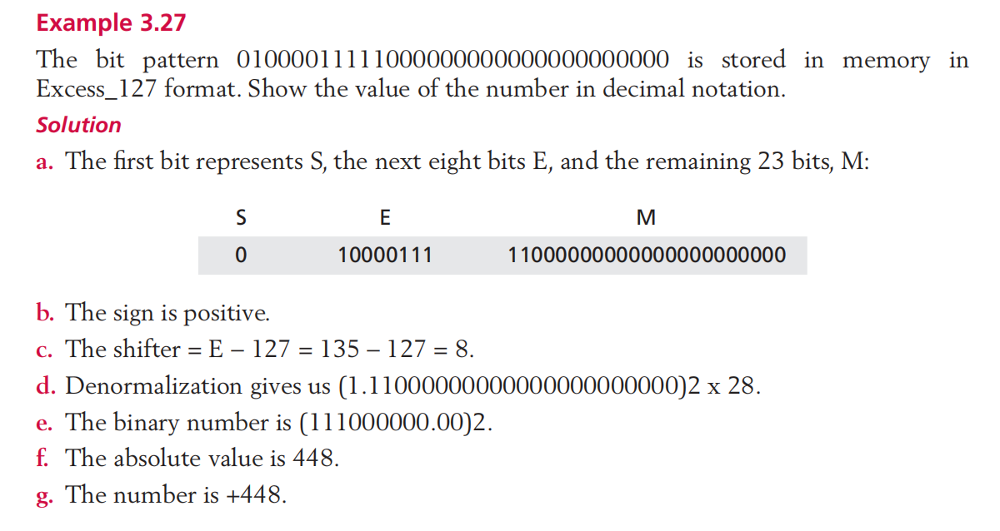 Example 3.27
The bit pattern 01000011111000000000000000000000 is stored in memory in
Excess_127 format. Show the value of the number in decimal notation.
Solution
a. The first bit represents S, the next eight bits E, and the remaining 23 bits, M:
S E M
0 10000111 11000000000000000000000
b. The sign is positive.
c. The shifter = E – 127 = 135 – 127 = 8.
d. Denormalization gives us (1.11000000000000000000000)2 x 28.
e. The binary number is (111000000.00)2.
f. The absolute value is 448.
g. The number is +448.